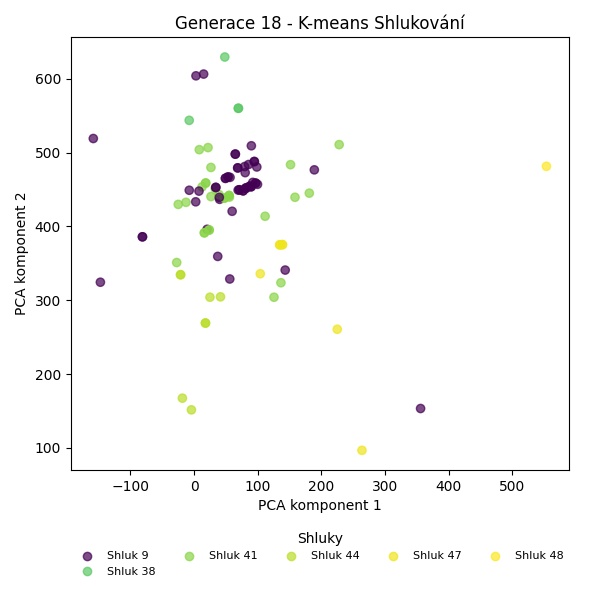 Generace 18 - K-means Shlukování
PCA komponent 2
600
500
400
300
200
100
−100 0 100 200 300 400 500
PCA komponent 1
Shluky
Shluk 9 Shluk 41 Shluk 44 Shluk 47 Shluk 48
Shluk 38